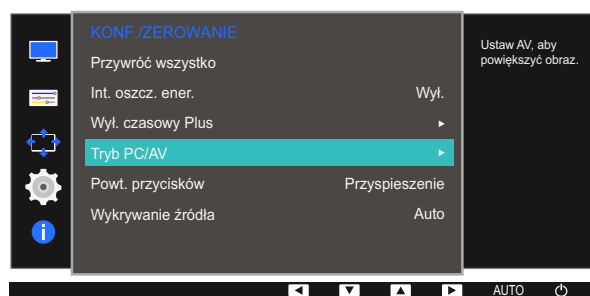 KONF./ZEROWANIE
Przywróć wszystko
Int. oszcz. ener. Wył.
Wył. czasowy Plus
Tryb PC/AV
Powt. przycisków Przyspieszenie
Wykrywanie źródła Auto
Ustaw AV, aby
powiększyć obraz.
AUTO